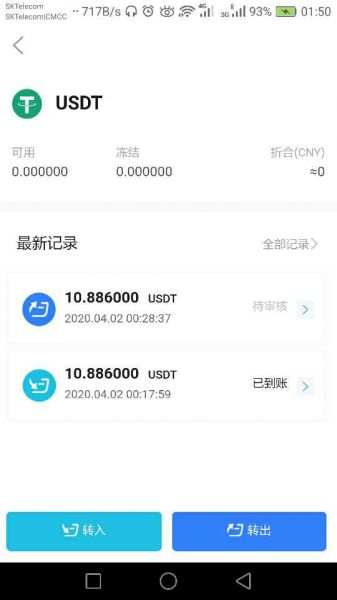 SKTelecom
SKTelecom|CMCC
·· 717B/s 4G 3G R 93% 01:50
USDT
可用 冻结 折合(CNY)
0.000000 0.000000 ≈0
最新记录 全部记录
10.886000 USDT
2020.04.02 00:28:37
待审核
10.886000 USDT
2020.04.02 00:17:59
已到账
转入 转出